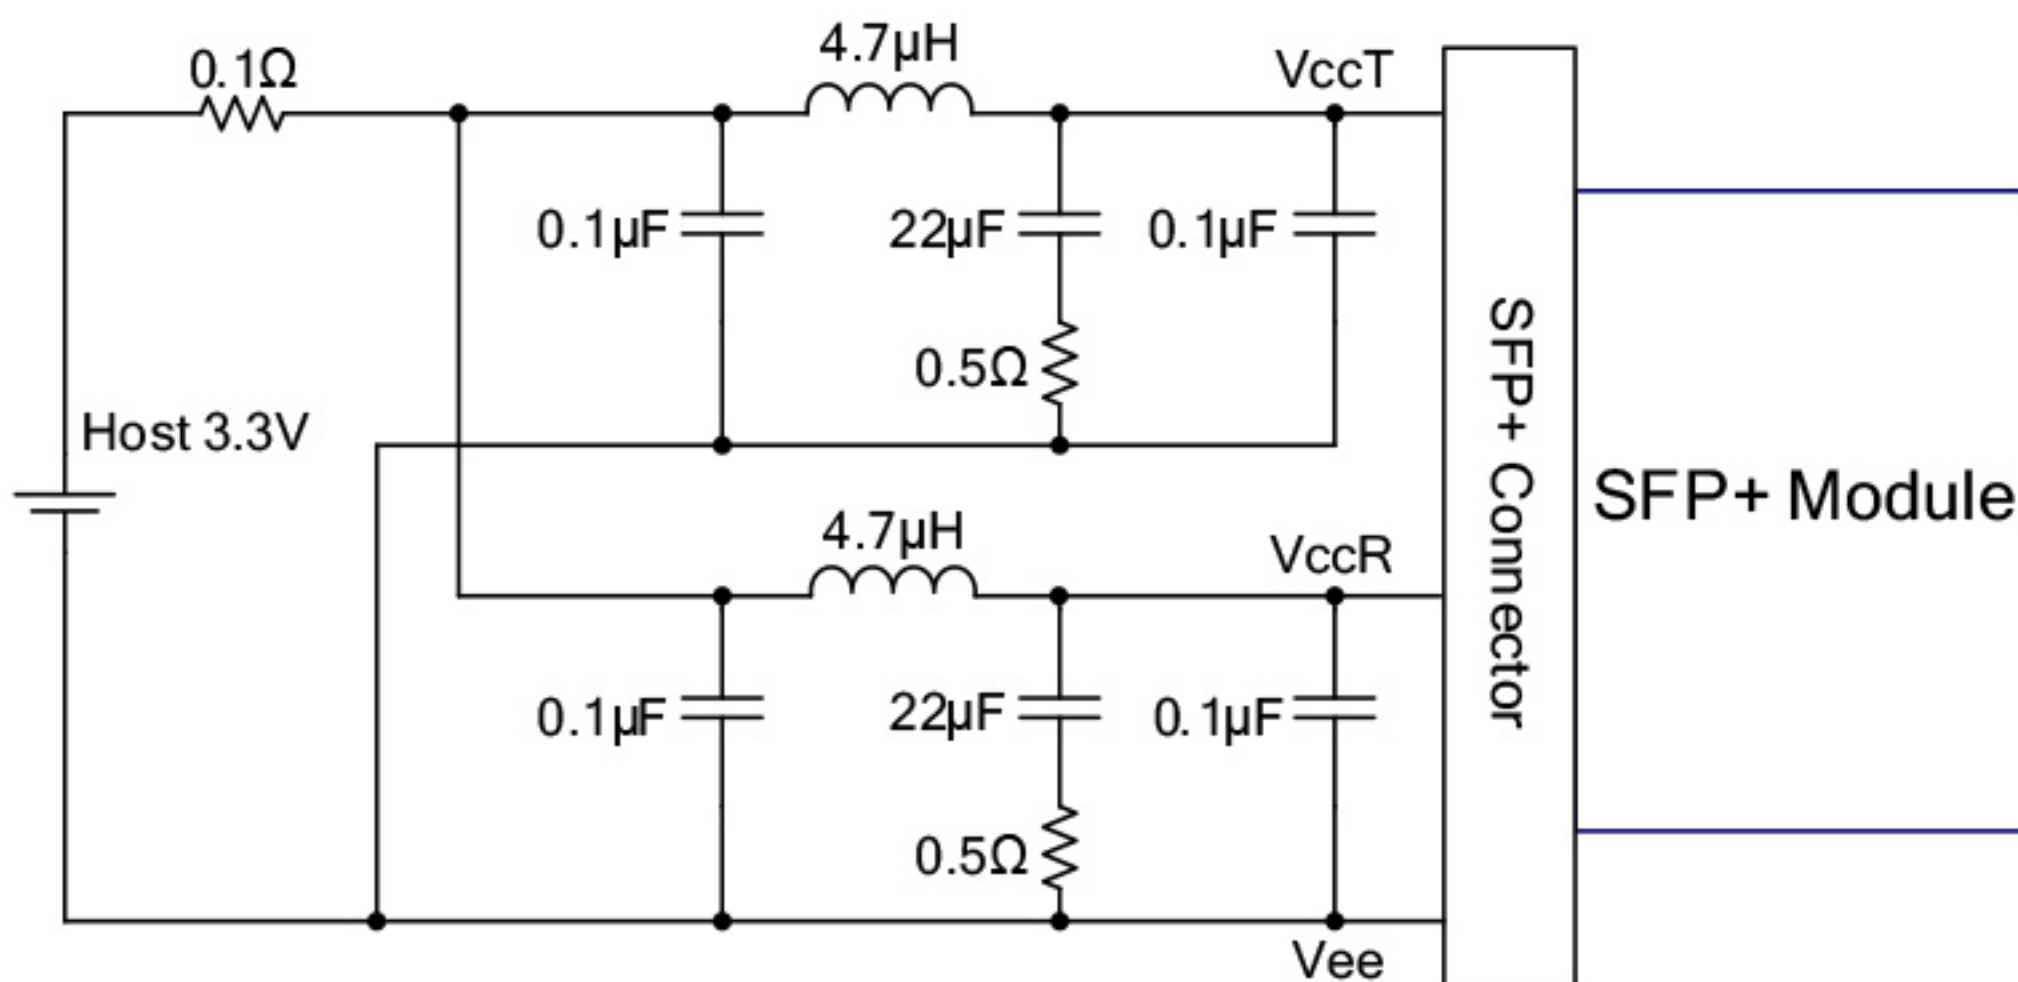 0.1Ω
4.7µH
VccT
0.1µF
22µF
0.1µF
0.5Ω
Host 3.3V
SFP+ Connector
SFP+ Module
4.7µH
VccR
0.1µF
22µF
0.1µF
0.5Ω
Vee